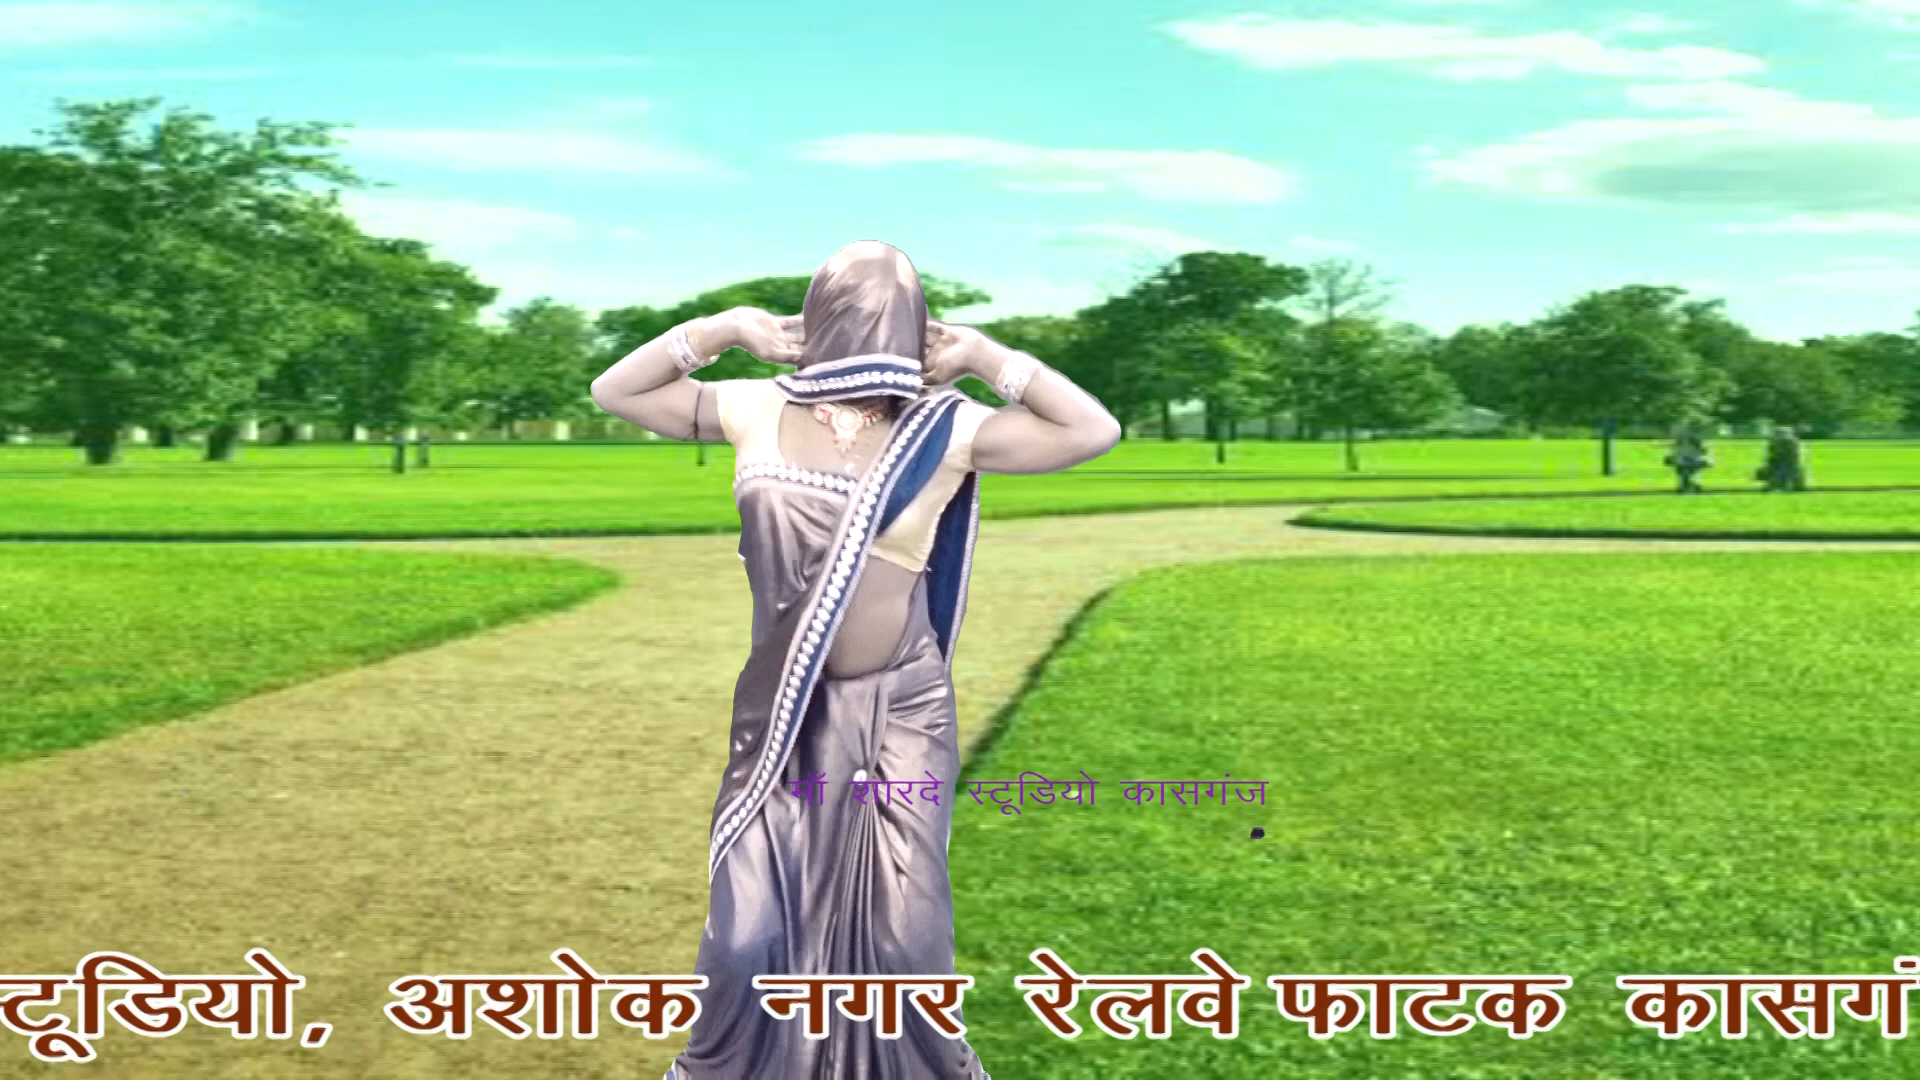 माँ शारदे स्टूडियो कासगंज
टूडियो, अशोक नगर रेलवे फाटक कासगं